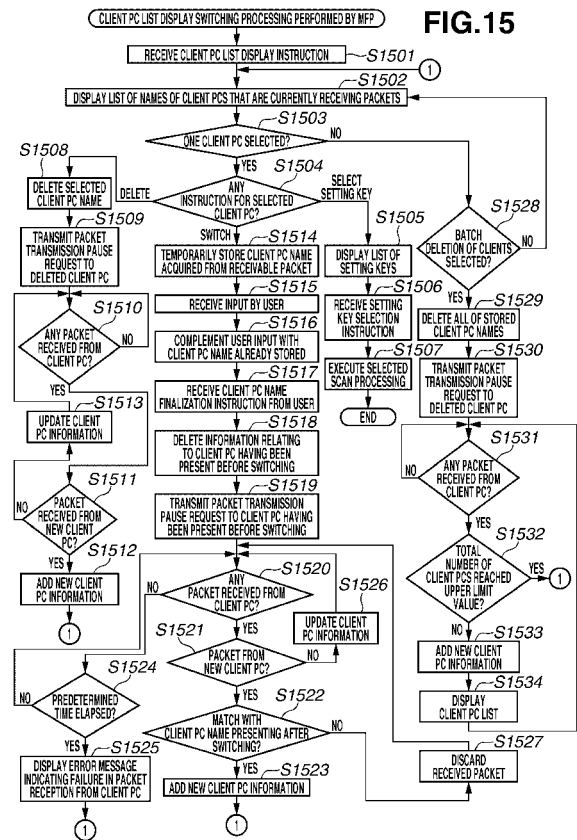 FIG.15
CLIENT PC LIST DISPLAY SWITCHING PROCESSING PERFORMED BY MFP
S1501
RECEIVE CLIENT PC LIST DISPLAY INSTRUCTION
1
S1502
DISPLAY LIST OF NAMES OF CLIENT PCS THAT ARE CURRENTLY RECEIVING PACKETS
S1503
ONE CLIENT PC SELECTED?
NO
YES
S1504
ANY
INSTRUCTION FOR
SELECTED
CLIENT PC?
DELETE
SELECT
SETTING KEY
SWITCH
S1508
DELETE SELECTED
CLIENT PC NAME
S1509
TRANSMIT PACKET
TRANSMISSION PAUSE
REQUEST TO
DELETED CLIENT PC
S1510
ANY PACKET
RECEIVED FROM
CLIENT PC?
NO
YES
S1513
UPDATE CLIENT
PC INFORMATION
S1511
PACKET
RECEIVED FROM
NEW CLIENT
PC?
NO
YES
S1512
ADD NEW CLIENT
PC INFORMATION
1
S1514
TEMPORARILY STORE CLIENT PC NAME
ACQUIRED FROM RECEIVABLE PACKET
S1515
RECEIVE INPUT BY USER
S1516
COMPLEMENT USER INPUT WITH
CLIENT PC NAME ALREADY STORED
S1517
RECEIVE CLIENT PC NAME
FINALIZATION INSTRUCTION FROM USER
S1518
DELETE INFORMATION RELATING
TO CLIENT PC HAVING BEEN
PRESENT BEFORE SWITCHING
S1519
TRANSMIT PACKET TRANSMISSION
PAUSE REQUEST TO CLIENT PC HAVING
BEEN PRESENT BEFORE SWITCHING
S1520
ANY
PACKET RECEIVED FROM
CLIENT PC?
NO
YES
S1521
PACKET FROM
NEW CLIENT PC?
NO
YES
S1526
UPDATE CLIENT
PC INFORMATION
S1522
MATCH WITH
CLIENT PC NAME PRESENTING AFTER
SWITCHING?
NO
YES
S1523
ADD NEW CLIENT PC INFORMATION
1
S1524
PREDETERMINED
TIME ELAPSED?
NO
YES
S1525
DISPLAY ERROR MESSAGE
INDICATING FAILURE IN PACKET
RECEPTION FROM CLIENT PC
1
S1505
DISPLAY LIST OF
SETTING KEYS
S1506
RECEIVE SETTING
KEY SELECTION
INSTRUCTION
S1507
EXECUTE SELECTED
SCAN PROCESSING
END
S1528
BATCH
DELETION OF CLIENTS
SELECTED?
NO
YES
S1529
DELETE ALL OF STORED
CLIENT PC NAMES
S1530
TRANSMIT PACKET
TRANSMISSION PAUSE
REQUEST TO
DELETED CLIENT PC
S1531
ANY PACKET
RECEIVED FROM
CLIENT PC?
NO
YES
S1532
TOTAL
NUMBER OF
CLIENT PCS REACHED
UPPER LIMIT
VALUE?
YES
1
NO
S1533
ADD NEW CLIENT
PC INFORMATION
S1534
DISPLAY
CLIENT PC LIST
S1527
DISCARD
RECEIVED PACKET